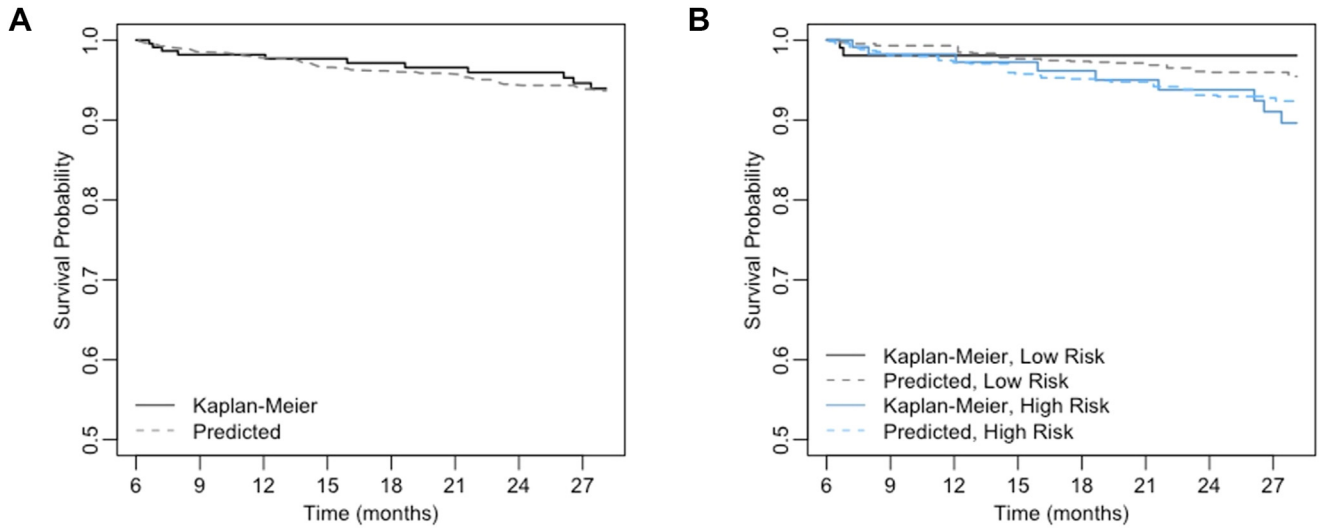 A
1.0
0.9
0.8
0.7
0.6
0.5
Survival Probability
Kaplan-Meier
Predicted
6 9 12 15 18 21 24 27
Time (months)
B
1.0
0.9
0.8
0.7
0.6
0.5
Survival Probability
Kaplan-Meier, Low Risk
Predicted, Low Risk
Kaplan-Meier, High Risk
Predicted, High Risk
6 9 12 15 18 21 24 27
Time (months)